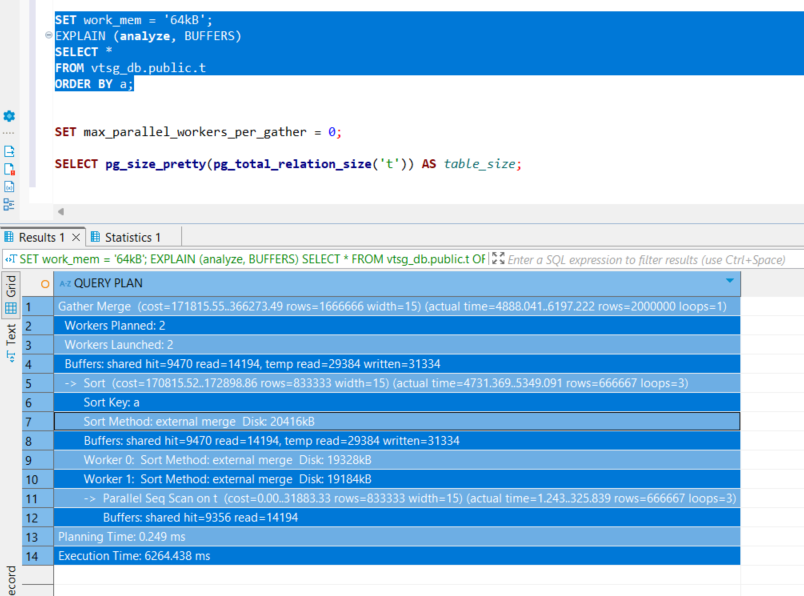 SET work_mem = '64kB';
EXPLAIN (analyze, BUFFERS)
SELECT *
FROM vtsg_db.public.t
ORDER BY a;
SET max_parallel_workers_per_gather = 0;
SELECT pg_size_pretty(pg_total_relation_size('t')) AS table_size;
Results 1
Statistics 1
SET work_mem = '64kB'; EXPLAIN (analyze, BUFFERS) SELECT * FROM vtsg_db.public.t OF
Enter a SQL expression to filter results (use Ctrl+Space)
Grid
Text
ecord
A-Z QUERY PLAN
1 Gather Merge (cost=171815.55..366273.49 rows=1666666 width=15) (actual time=4888.041..6197.222 rows=2000000 loops=1)
2 Workers Planned: 2
3 Workers Launched: 2
4 Buffers: shared hit=9470 read=14194, temp read=29384 written=31334
5 -> Sort (cost=170815.52..172898.86 rows=833333 width=15) (actual time=4731.369..5349.091 rows=666667 loops=3)
6 Sort Key: a
7 Sort Method: external merge Disk: 20416kB
8 Buffers: shared hit=9470 read=14194, temp read=29384 written=31334
9 Worker 0: Sort Method: external merge Disk: 19328kB
10 Worker 1: Sort Method: external merge Disk: 19184kB
11 -> Parallel Seq Scan on t (cost=0.00..31883.33 rows=833333 width=15) (actual time=1.243..325.839 rows=666667 loops=3)
12 Buffers: shared hit=9356 read=14194
13 Planning Time: 0.249 ms
14 Execution Time: 6264.438 ms